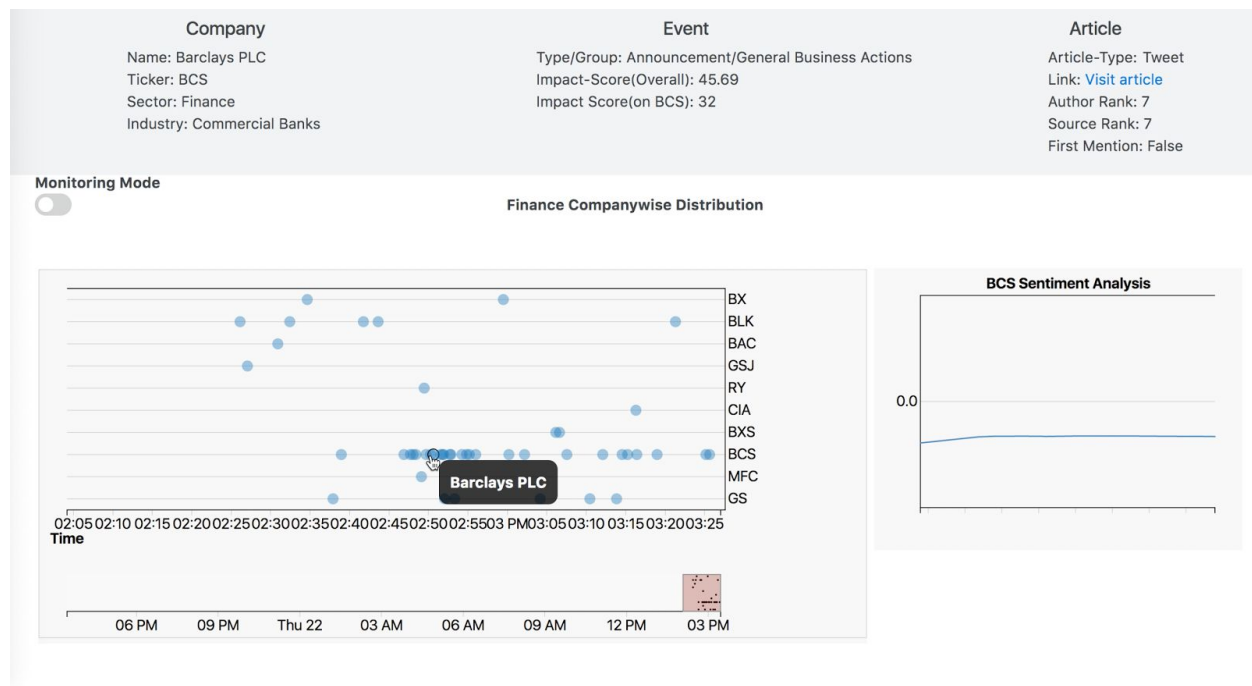 Company
Name: Barclays PLC
Ticker: BCS
Sector: Finance
Industry: Commercial Banks
Event
Type/Group: Announcement/General Business Actions
Impact-Score(Overall): 45.69
Impact Score(on BCS): 32
Article
Article-Type: Tweet
Link: Visit article
Author Rank: 7
Source Rank: 7
First Mention: False
Monitoring Mode
Finance Companywise Distribution
BX
BLK
BAC
GSJ
RY
CIA
BXS
BCS
MFC
GS
Barclays PLC
02:05 02:10 02:15 02:20 02:25 02:30 02:35 02:40 02:45 02:50 02:55 03 PM 03:05 03:10 03:15 03:20 03:25
Time
06 PM 09 PM Thu 22 03 AM 06 AM 09 AM 12 PM 03 PM
BCS Sentiment Analysis
0.0